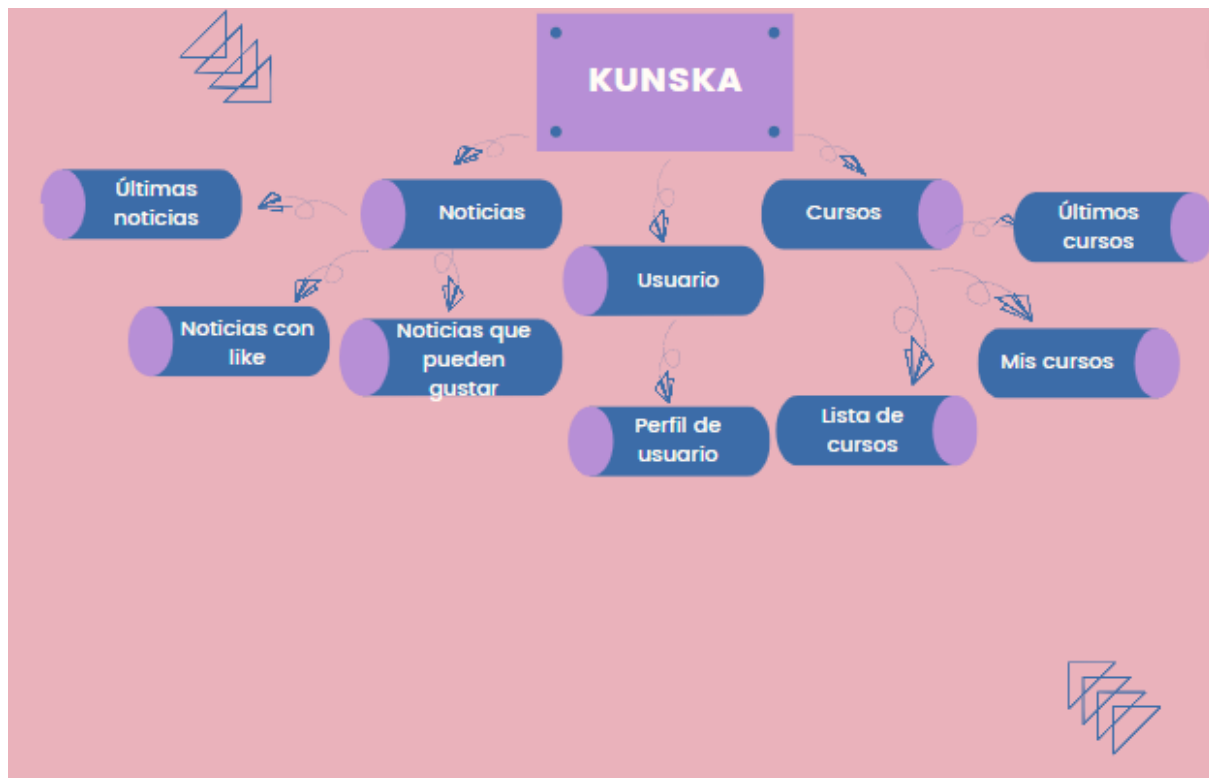 KUNSKA
Últimas
noticias
Noticias
Cursos
Últimos
cursos
Usuario
Noticias con
like
Noticias que
pueden
gustar
Mis cursos
Perfil de
usuario
Lista de
cursos